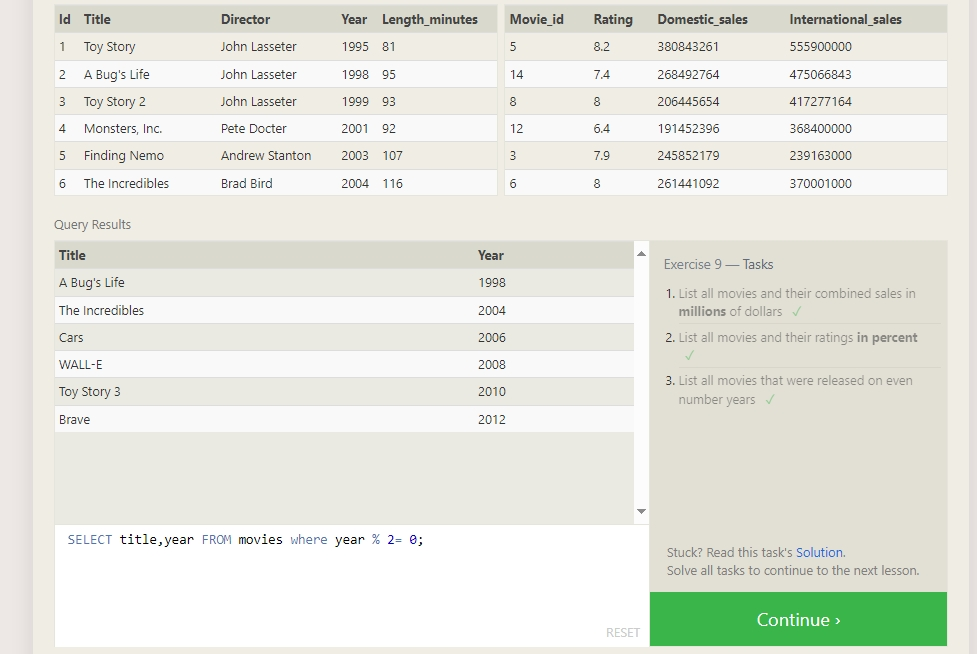 Id Title Director Year Length_minutes
1 Toy Story John Lasseter 1995 81
2 A Bug's Life John Lasseter 1998 95
3 Toy Story 2 John Lasseter 1999 93
4 Monsters, Inc. Pete Docter 2001 92
5 Finding Nemo Andrew Stanton 2003 107
6 The Incredibles Brad Bird 2004 116
Movie_id Rating Domestic_sales International_sales
5 8.2 380843261 555900000
14 7.4 268492764 475066843
8 8 206445654 417277164
12 6.4 191452396 368400000
3 7.9 245852179 239163000
6 8 261441092 370001000
Query Results
Title Year
A Bug's Life 1998
The Incredibles 2004
Cars 2006
WALL-E 2008
Toy Story 3 2010
Brave 2012
SELECT title,year FROM movies where year % 2= 0;
RESET
Exercise 9 — Tasks
1. List all movies and their combined sales in
millions of dollars ✓
2. List all movies and their ratings in percent
✓
3. List all movies that were released on even
number years ✓
Stuck? Read this task's Solution.
Solve all tasks to continue to the next lesson.
Continue ›